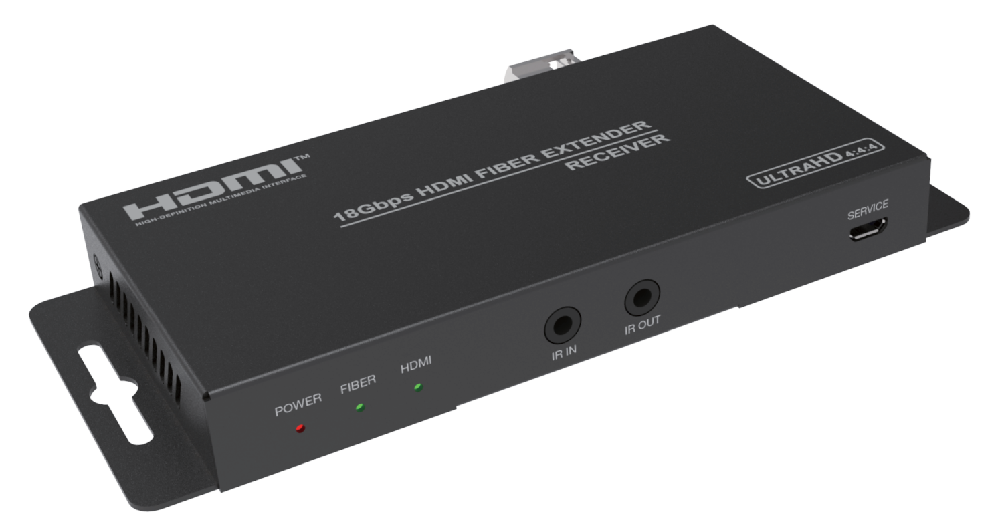 HDMI™
HIGH-DEFINITION MULTIMEDIA INTERFACE
18Gbps HDMI FIBER EXTENDER
RECEIVER
ULTRAHD 4:4:4
SERVICE
IR OUT
IR IN
HDMI
FIBER
POWER